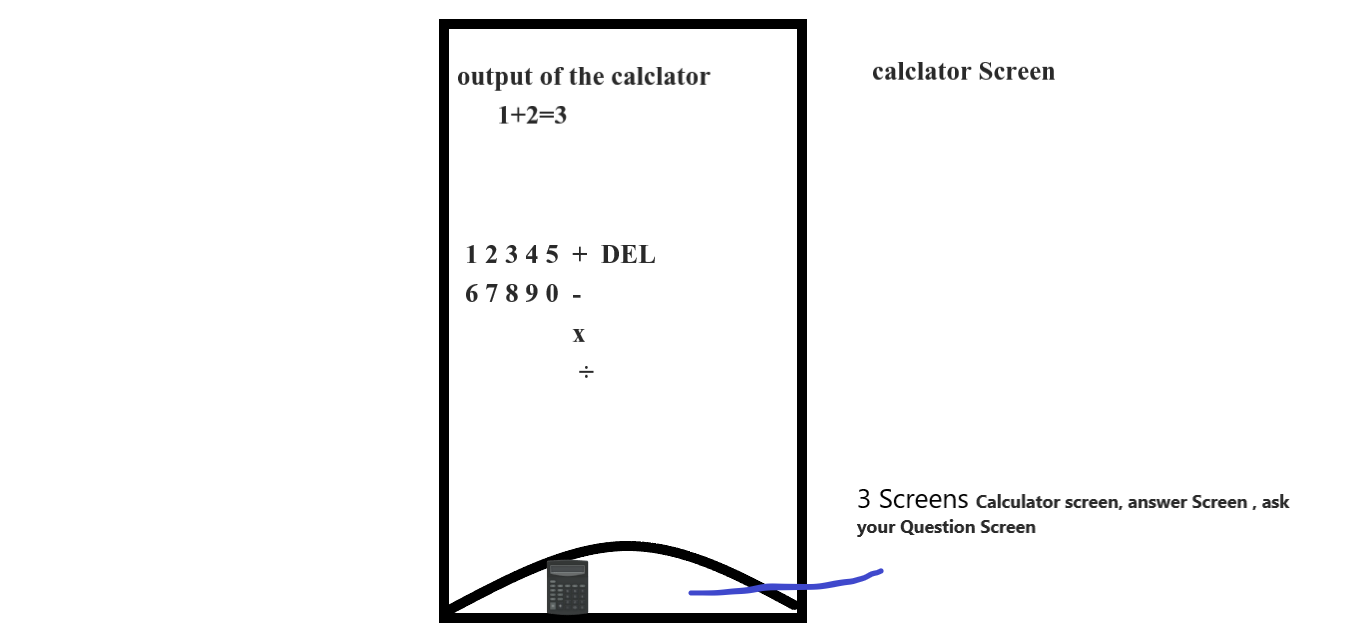 output of the calclator
1+2=3
calclator Screen
1 2 3 4 5 + DEL
6 7 8 9 0 -
x
÷
3 Screens Calculator screen, answer Screen , ask
your Question Screen